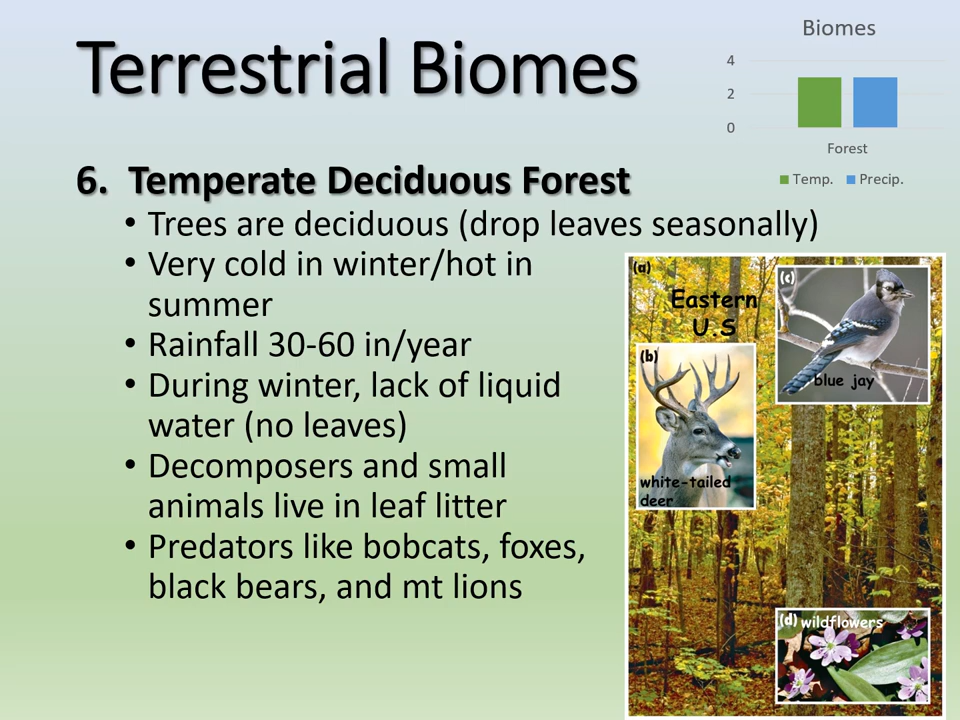 Terrestrial Biomes
Biomes
4
2
0
Forest
Temp. Precip.
6. Temperate Deciduous Forest
• Trees are deciduous (drop leaves seasonally)
• Very cold in winter/hot in
summer
• Rainfall 30-60 in/year
• During winter, lack of liquid
water (no leaves)
• Decomposers and small
animals live in leaf litter
• Predators like bobcats, foxes,
black bears, and mt lions
(a)
Eastern
U.S
(c)
blue jay
(b)
white-tailed
deer
(d) wildflowers